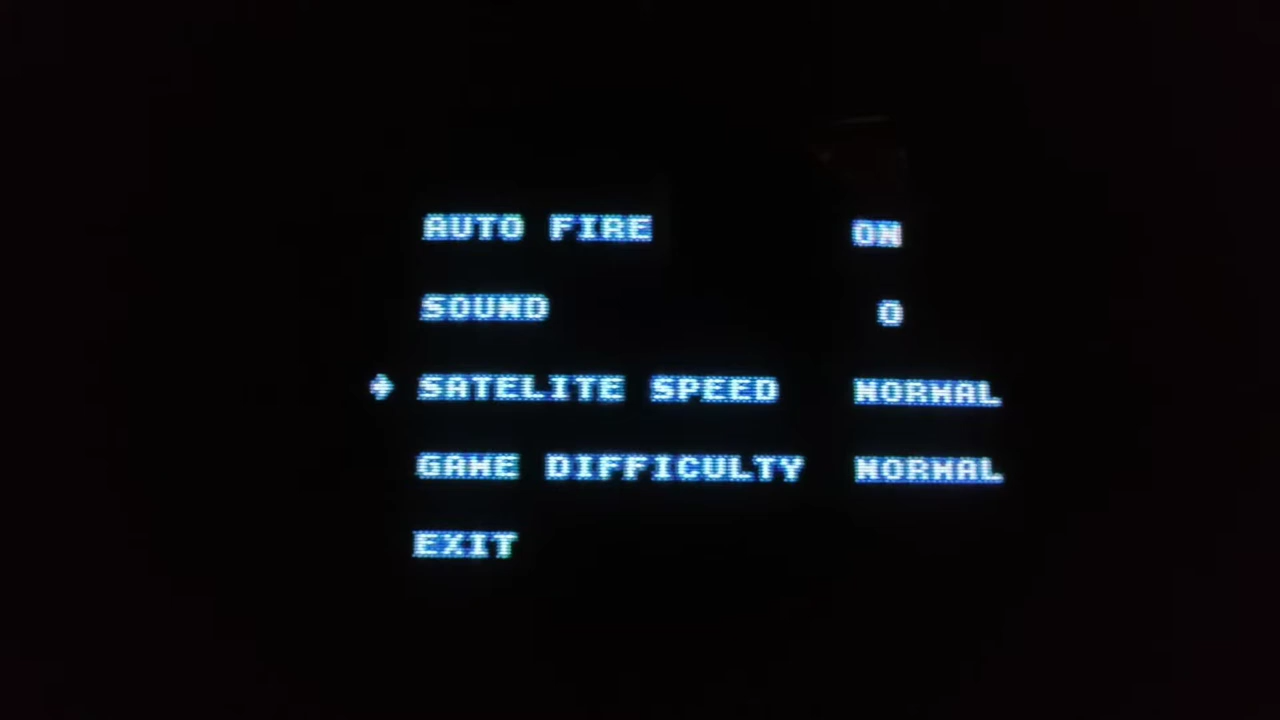 AUTO FIRE ON
SOUND 0
SATELITE SPEED NORMAL
GAME DIFFICULTY NORMAL
EXIT